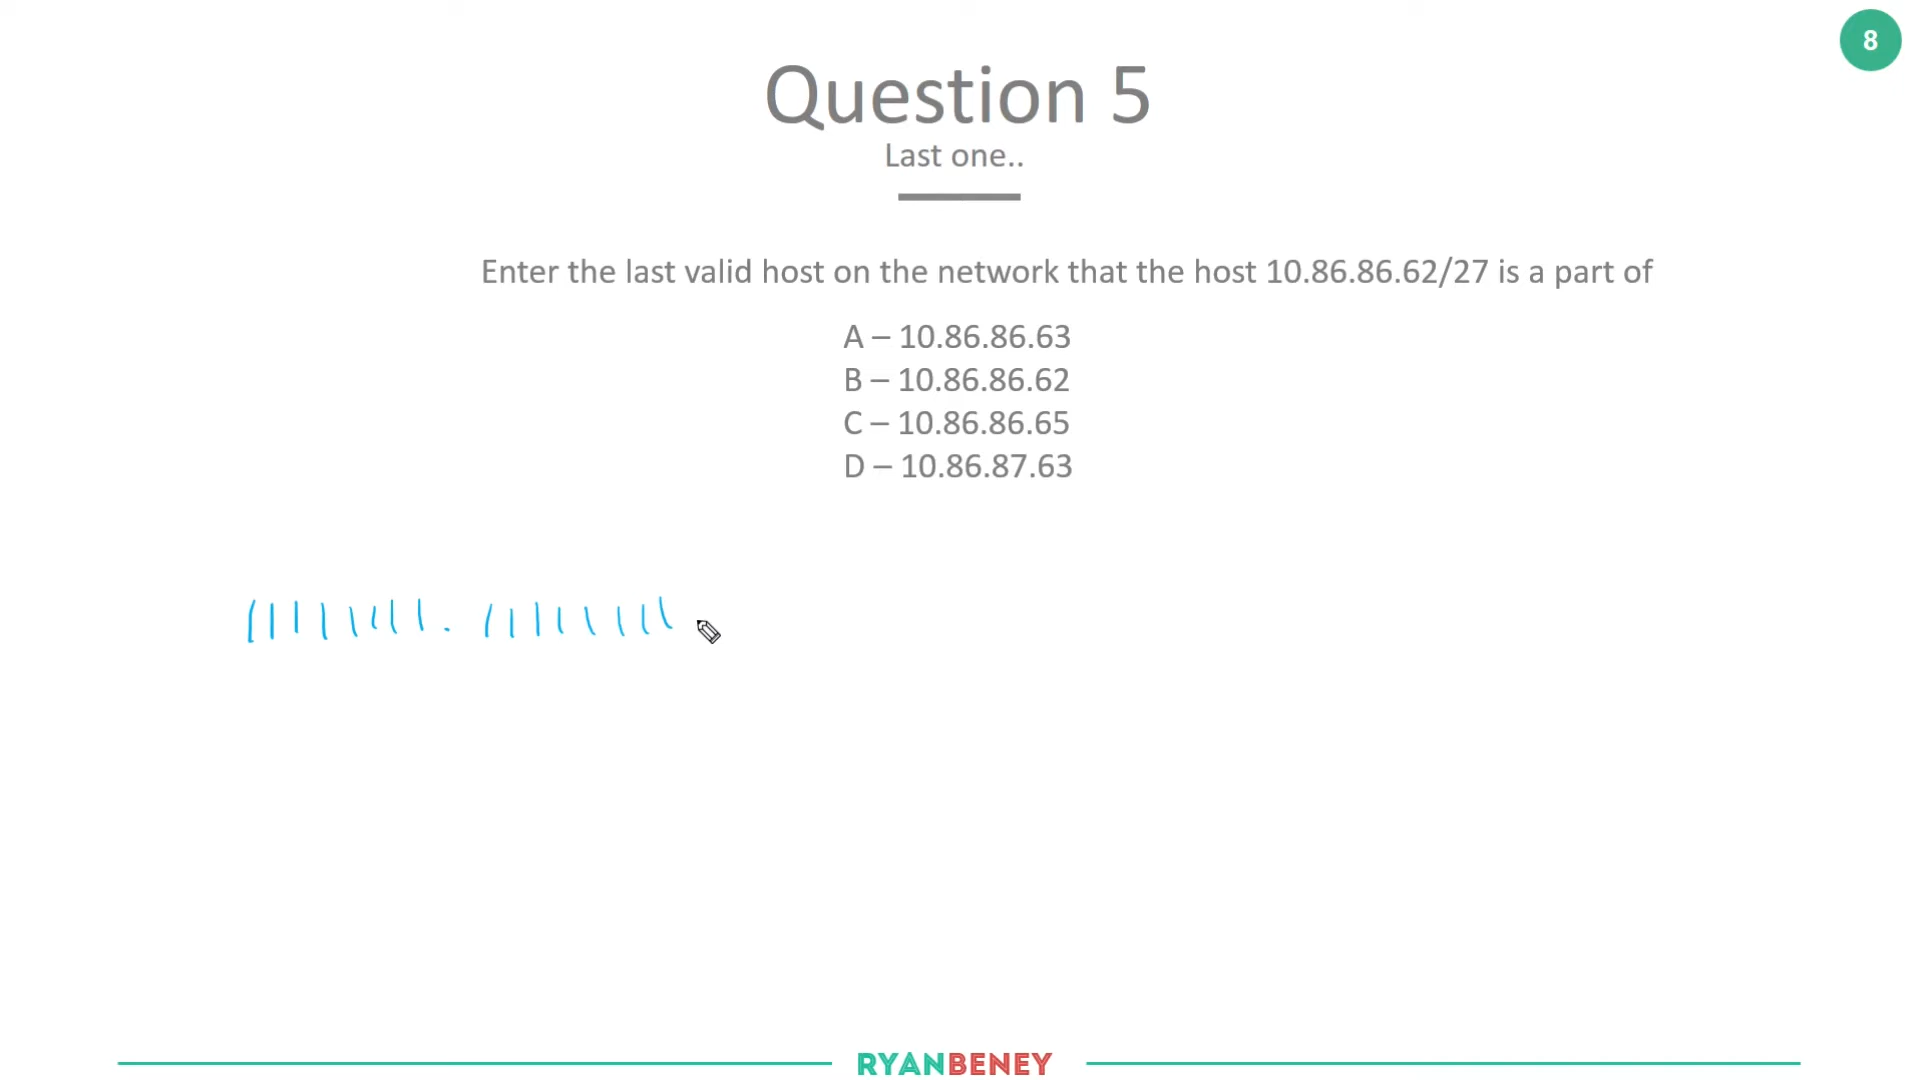 8
Question 5
Last one..
Enter the last valid host on the network that the host 10.86.86.62/27 is a part of
A – 10.86.86.63
B – 10.86.86.62
C – 10.86.86.65
D – 10.86.87.63
11111111.11111111
RYANBENEY